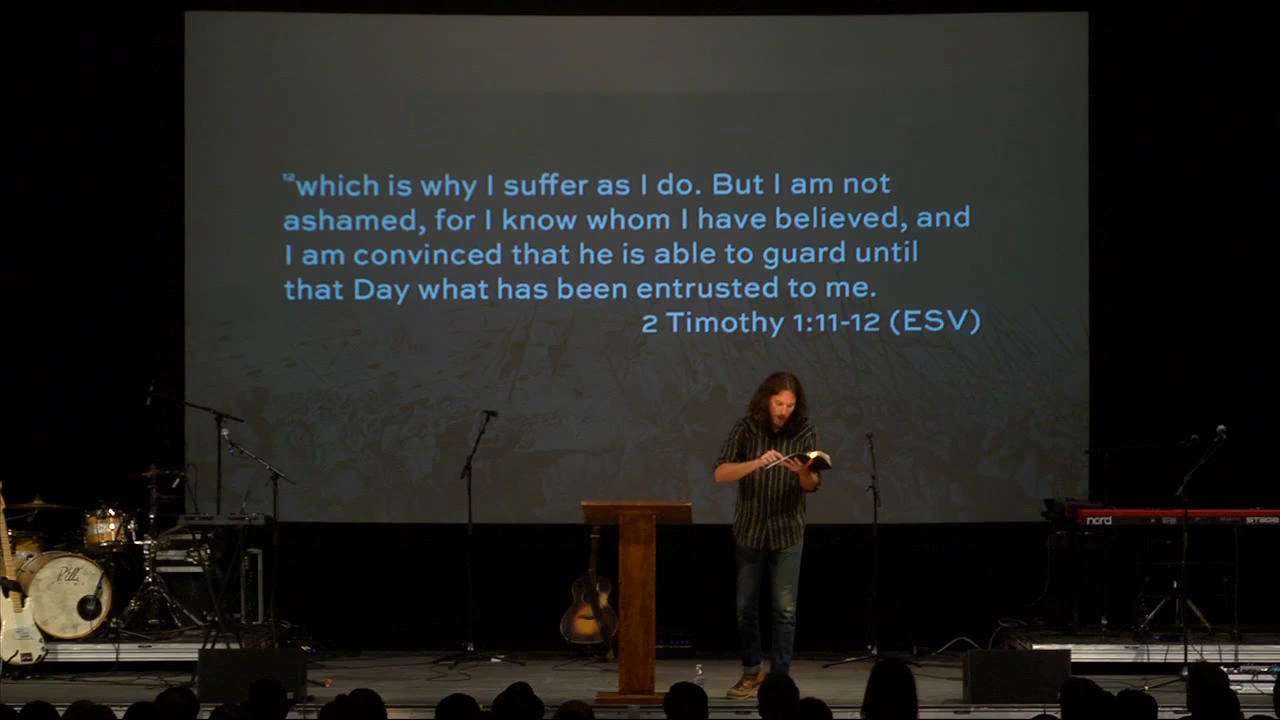 12which is why I suffer as I do. But I am not
ashamed, for I know whom I have believed, and
I am convinced that he is able to guard until
that Day what has been entrusted to me.
2 Timothy 1:11-12 (ESV)
nord